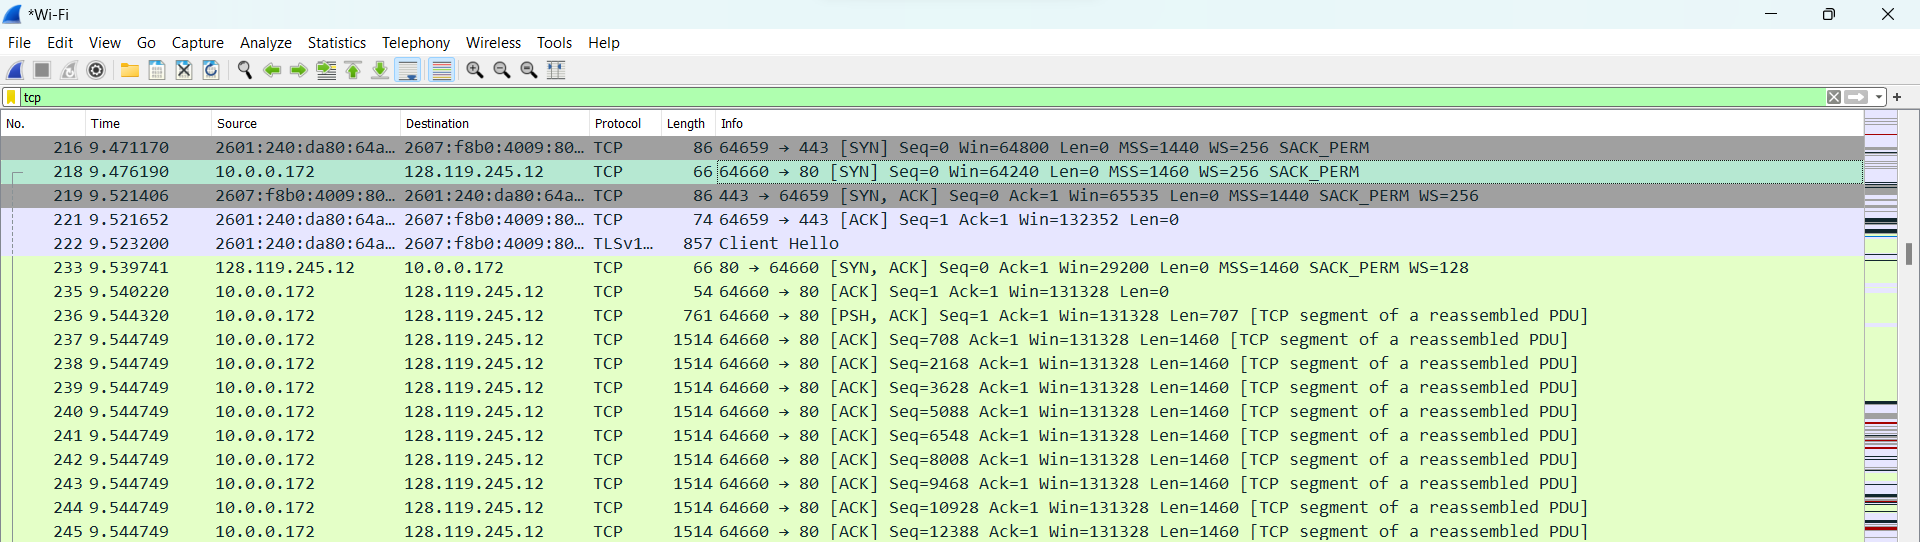 *Wi-Fi
File Edit View Go Capture Analyze Statistics Telephony Wireless Tools Help
tcp
No. Time Source Destination Protocol Length Info
216 9.471170 2601:240:da80:64a… 2607:f8b0:4009:80… TCP 86 64659 → 443 [SYN] Seq=0 Win=64800 Len=0 MSS=1440 WS=256 SACK_PERM
218 9.476190 10.0.0.172 128.119.245.12 TCP 66 64660 → 80 [SYN] Seq=0 Win=64240 Len=0 MSS=1460 WS=256 SACK_PERM
219 9.521406 2607:f8b0:4009:80… 2601:240:da80:64a… TCP 86 443 → 64659 [SYN, ACK] Seq=0 Ack=1 Win=65535 Len=0 MSS=1440 SACK_PERM WS=256
221 9.521652 2601:240:da80:64a… 2607:f8b0:4009:80… TCP 74 64659 → 443 [ACK] Seq=1 Ack=1 Win=132352 Len=0
222 9.523200 2601:240:da80:64a… 2607:f8b0:4009:80… TLSv1… 857 Client Hello
233 9.539741 128.119.245.12 10.0.0.172 TCP 66 80 → 64660 [SYN, ACK] Seq=0 Ack=1 Win=29200 Len=0 MSS=1460 SACK_PERM WS=128
235 9.540220 10.0.0.172 128.119.245.12 TCP 54 64660 → 80 [ACK] Seq=1 Ack=1 Win=131328 Len=0
236 9.544320 10.0.0.172 128.119.245.12 TCP 761 64660 → 80 [PSH, ACK] Seq=1 Ack=1 Win=131328 Len=707 [TCP segment of a reassembled PDU]
237 9.544749 10.0.0.172 128.119.245.12 TCP 1514 64660 → 80 [ACK] Seq=708 Ack=1 Win=131328 Len=1460 [TCP segment of a reassembled PDU]
238 9.544749 10.0.0.172 128.119.245.12 TCP 1514 64660 → 80 [ACK] Seq=2168 Ack=1 Win=131328 Len=1460 [TCP segment of a reassembled PDU]
239 9.544749 10.0.0.172 128.119.245.12 TCP 1514 64660 → 80 [ACK] Seq=3628 Ack=1 Win=131328 Len=1460 [TCP segment of a reassembled PDU]
240 9.544749 10.0.0.172 128.119.245.12 TCP 1514 64660 → 80 [ACK] Seq=5088 Ack=1 Win=131328 Len=1460 [TCP segment of a reassembled PDU]
241 9.544749 10.0.0.172 128.119.245.12 TCP 1514 64660 → 80 [ACK] Seq=6548 Ack=1 Win=131328 Len=1460 [TCP segment of a reassembled PDU]
242 9.544749 10.0.0.172 128.119.245.12 TCP 1514 64660 → 80 [ACK] Seq=8008 Ack=1 Win=131328 Len=1460 [TCP segment of a reassembled PDU]
243 9.544749 10.0.0.172 128.119.245.12 TCP 1514 64660 → 80 [ACK] Seq=9468 Ack=1 Win=131328 Len=1460 [TCP segment of a reassembled PDU]
244 9.544749 10.0.0.172 128.119.245.12 TCP 1514 64660 → 80 [ACK] Seq=10928 Ack=1 Win=131328 Len=1460 [TCP segment of a reassembled PDU]
245 9.544749 10.0.0.172 128.119.245.12 TCP 1514 64660 → 80 [ACK] Seq=12388 Ack=1 Win=131328 Len=1460 [TCP segment of a reassembled PDU]